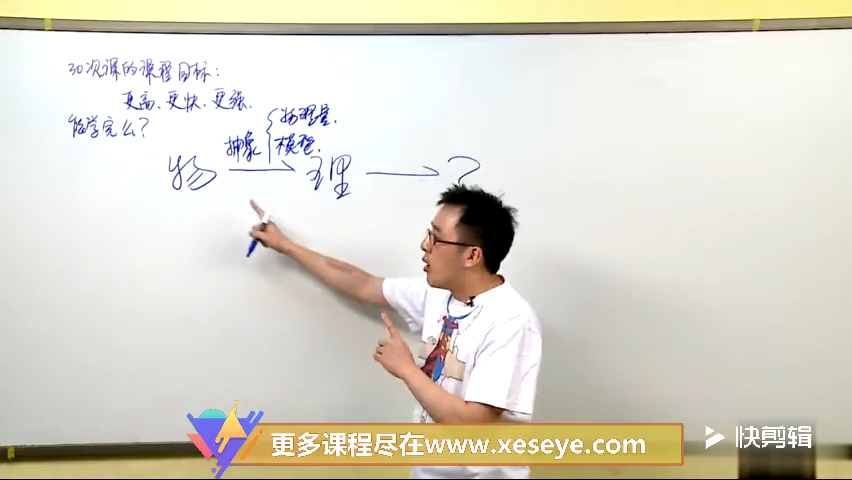 30次课的课程目标:
更高、更快、更强.
能学完么?
物理量.
抽象 模型.
物 理 ?
更多课程尽在www.xeseye.com
快剪辑